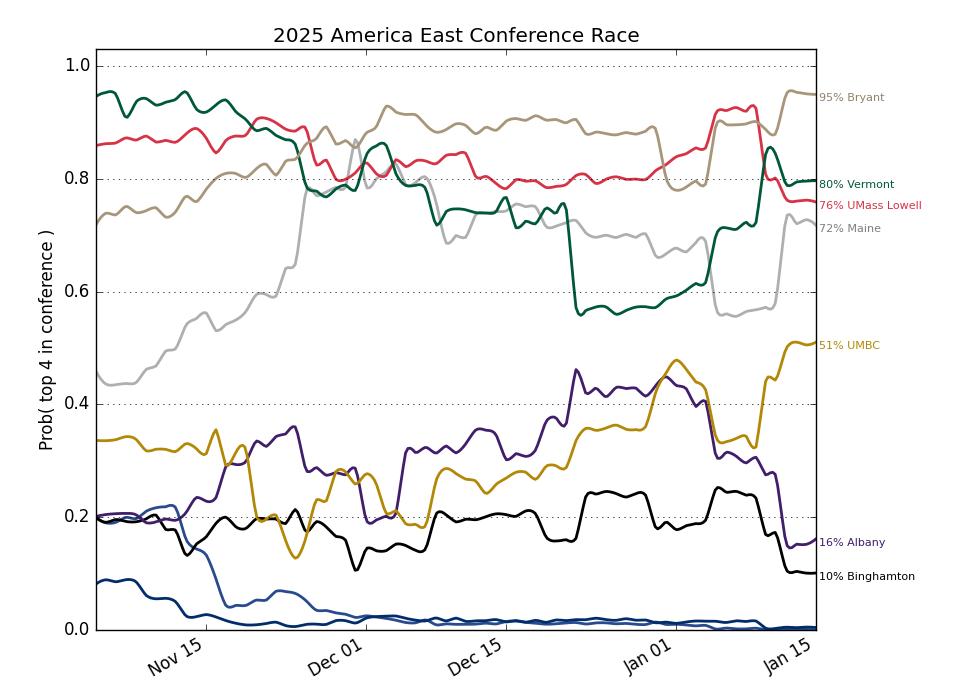 2025 America East Conference Race
Prob( top 4 in conference )
1.0
0.8
0.6
0.4
0.2
0.0
95% Bryant
80% Vermont
76% UMass Lowell
72% Maine
51% UMBC
16% Albany
10% Binghamton
Nov 15
Dec 01
Dec 15
Jan 01
Jan 15